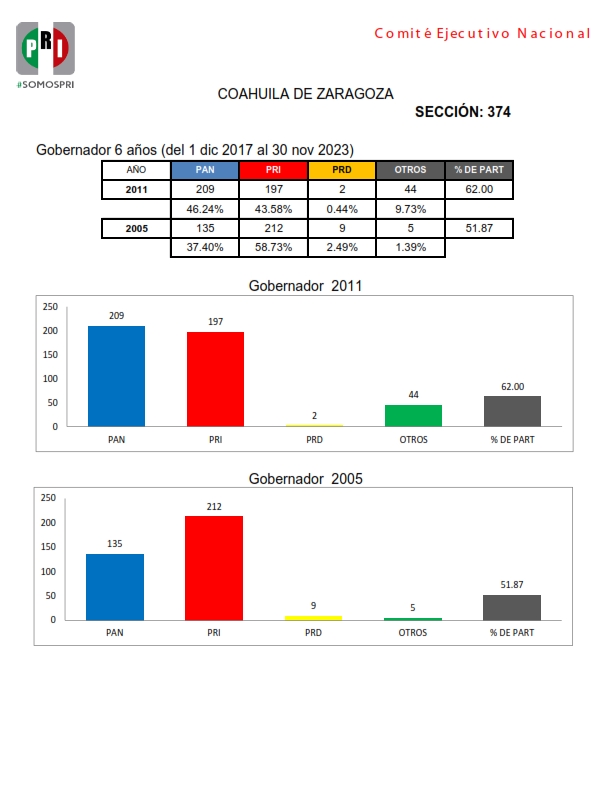 PRI
#SOMOSPRI
Comité Ejecutivo Nacional
COAHUILA DE ZARAGOZA
SECCIÓN: 374
Gobernador 6 años (del 1 dic 2017 al 30 nov 2023)
AÑO PAN PRI PRD OTROS % DE PART
2011 209 197 2 44 62.00
46.24% 43.58% 0.44% 9.73%
2005 135 212 9 5 51.87
37.40% 58.73% 2.49% 1.39%
Gobernador 2011
250
200
150
100
50
0
209
197
2
44
62.00
PAN PRI PRD OTROS % DE PART
Gobernador 2005
250
200
150
100
50
0
135
212
9
5
51.87
PAN PRI PRD OTROS % DE PART